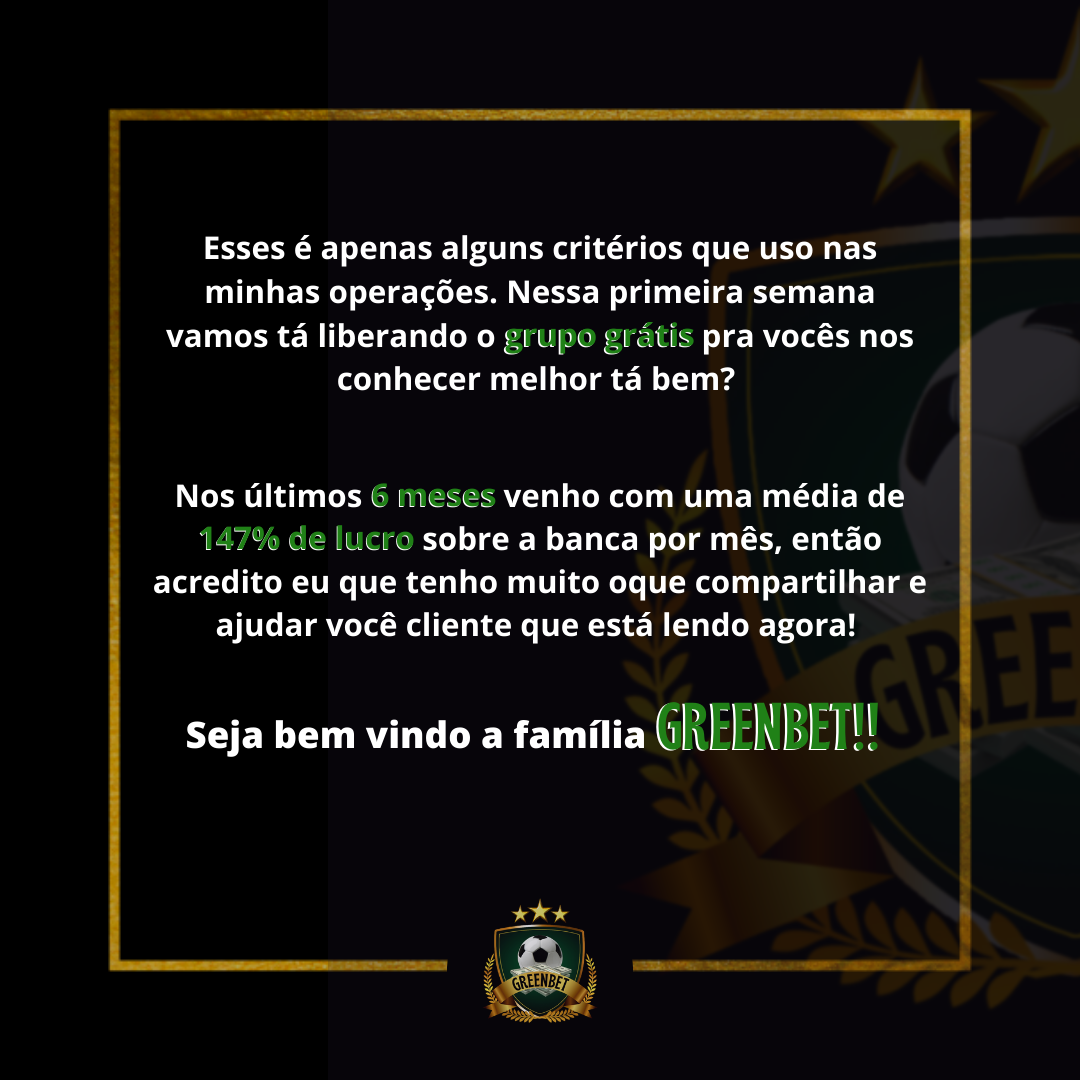 Esses é apenas alguns critérios que uso nas
minhas operações. Nessa primeira semana
vamos tá liberando o grupo grátis pra vocês nos
conhecer melhor tá bem?
Nos últimos 6 meses venho com uma média de
147% de lucro sobre a banca por mês, então
acredito eu que tenho muito oque compartilhar e
ajudar você cliente que está lendo agora!
Seja bem vindo a família GREENBET!!
GREE
GREENBET